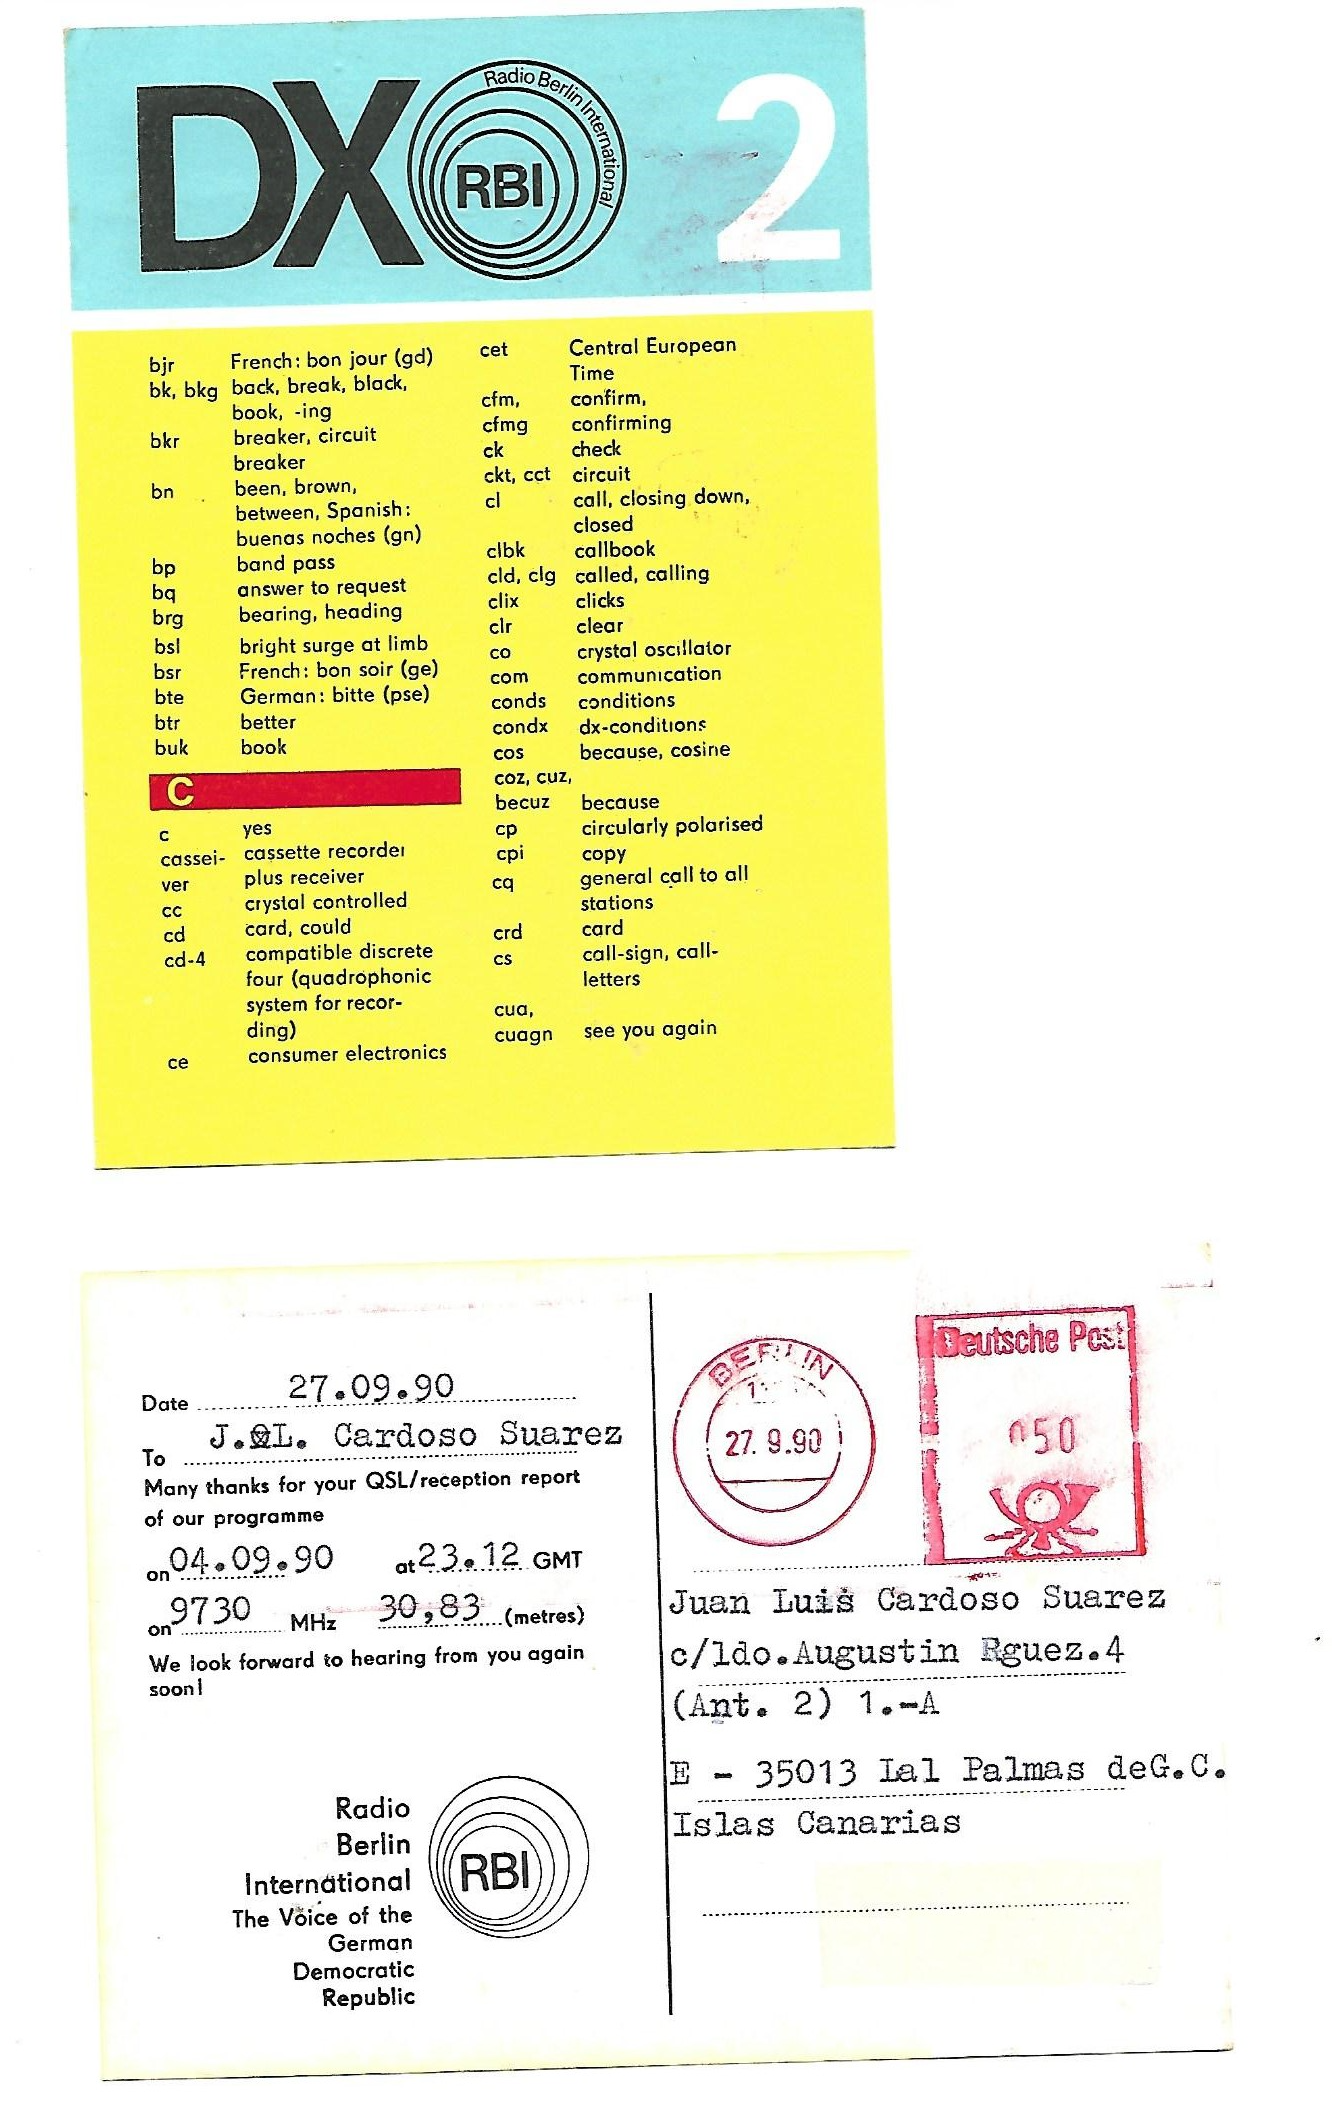 DX
Radio Berlin International
RBI
2
bjr French: bon jour (gd)
bk, bkg back, break, black,
book, -ing
bkr breaker, circuit
breaker
bn been, brown,
between, Spanish:
buenas noches (gn)
bp band pass
bq answer to request
brg bearing, heading
bsl bright surge at limb
bsr French: bon soir (ge)
bte German: bitte (pse)
btr better
buk book
C
c yes
cassei- cassette recorder
ver plus receiver
cc crystal controlled
cd card, could
cd-4 compatible discrete
four (quadrophonic
system for recor-
ding)
ce consumer electronics
cet Central European
Time
cfm, confirm,
cfmg confirming
ck check
ckt, cct circuit
cl call, closing down,
closed
clbk callbook
cld, clg called, calling
clix clicks
clr clear
co crystal oscillator
com communication
conds conditions
condx dx-conditions
cos because, cosine
coz, cuz,
becuz because
cp circularly polarised
cpi copy
cq general call to all
stations
crd card
cs call-sign, call-
letters
cua,
cuagn see you again
Date 27.09.90
To J. L. Cardoso Suarez
Many thanks for your QSL/reception report
of our programme
on 04.09.90 at 23.12 GMT
on 9730 MHz 30,83 (metres)
We look forward to hearing from you again
soon!
Radio
Berlin
International
The Voice of the
German
Democratic
Republic
RBI
BERLIN
27. 9.90
Deutsche Post
050
Juan Luis Cardoso Suarez
c/ldo.Augustin Rguez.4
(Ant. 2) 1.-A
E - 35013 Lal Palmas deG.C.
Islas Canarias